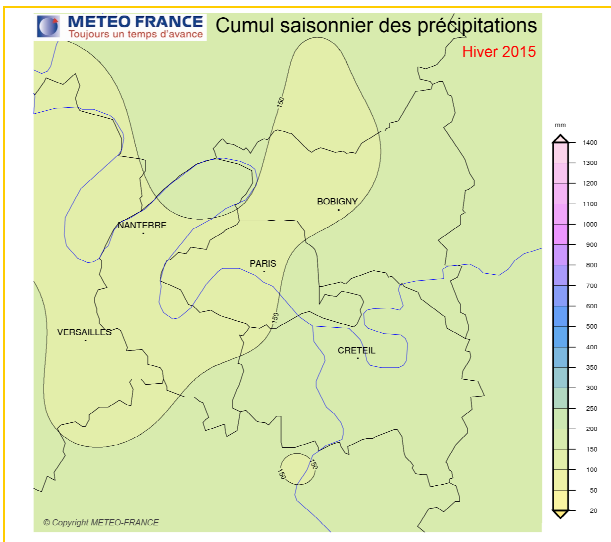 METEO FRANCE
Toujours un temps d'avance
Cumul saisonnier des précipitations
Hiver 2015
150
BOBIGNY
NANTERRE
PARIS
150
VERSAILLES
CRETEIL
150
150
© Copyright METEO-FRANCE
mm
1400
1300
1200
1100
1000
900
800
700
600
500
400
350
300
250
200
150
100
50
20